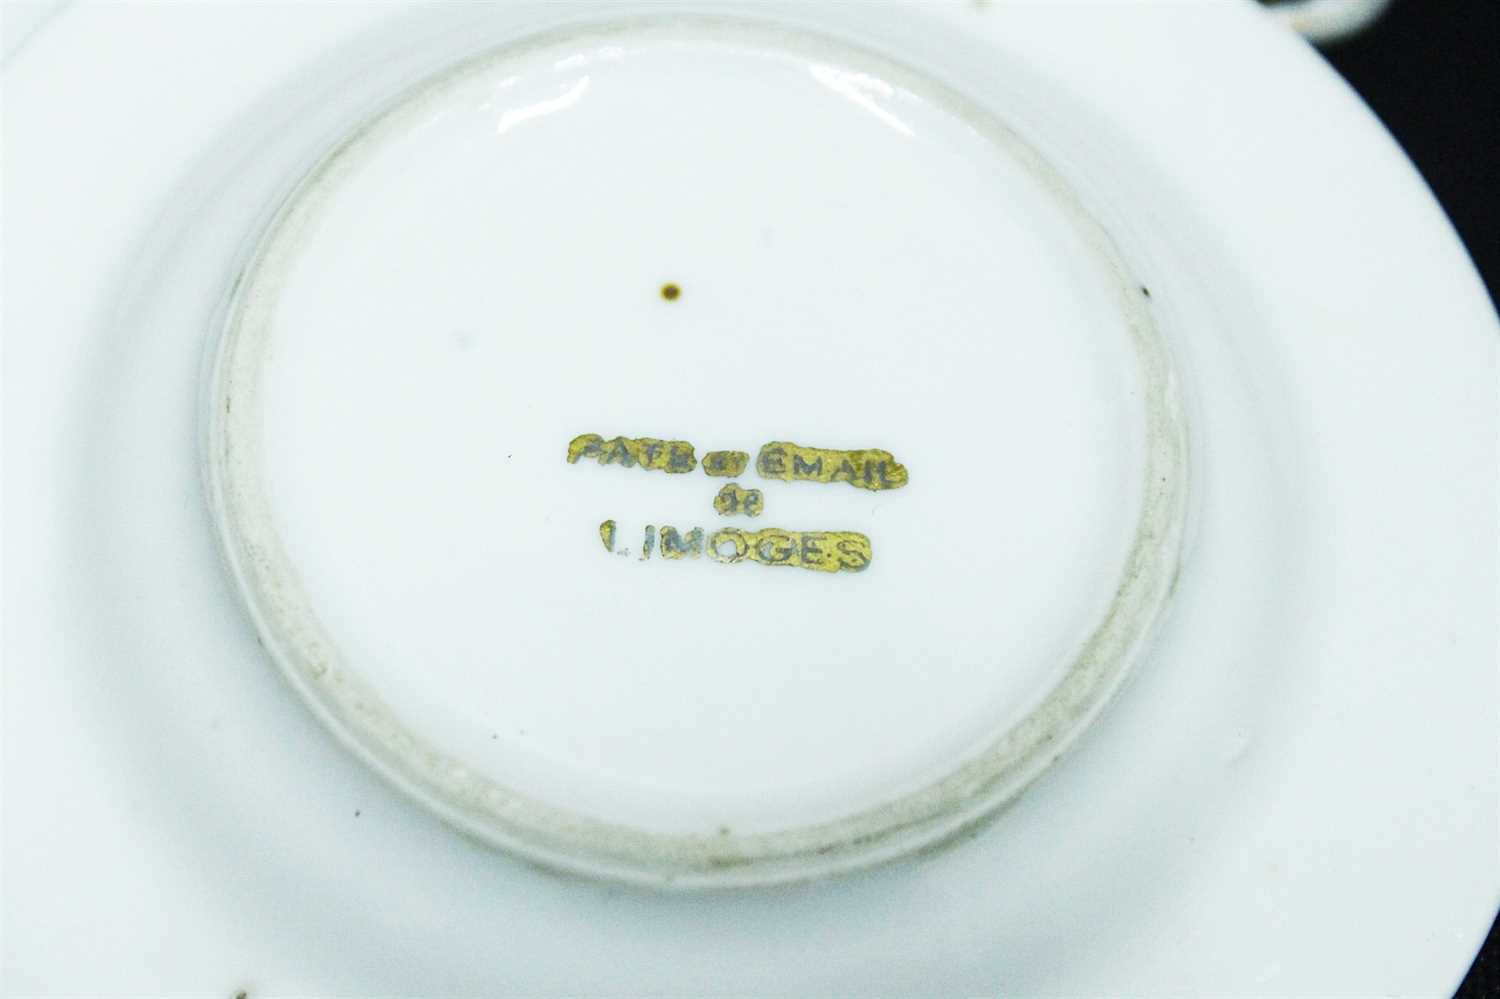 PATE & EMAIL
de
LIMOGES